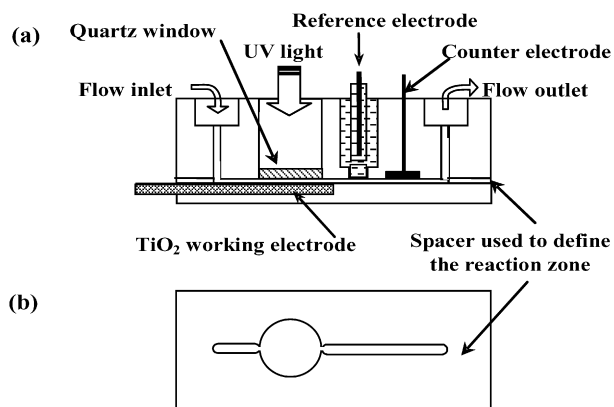 (a)
Reference electrode
Quartz window
UV light
Counter electrode
Flow inlet
Flow outlet
TiO₂ working electrode
Spacer used to define
the reaction zone
(b)